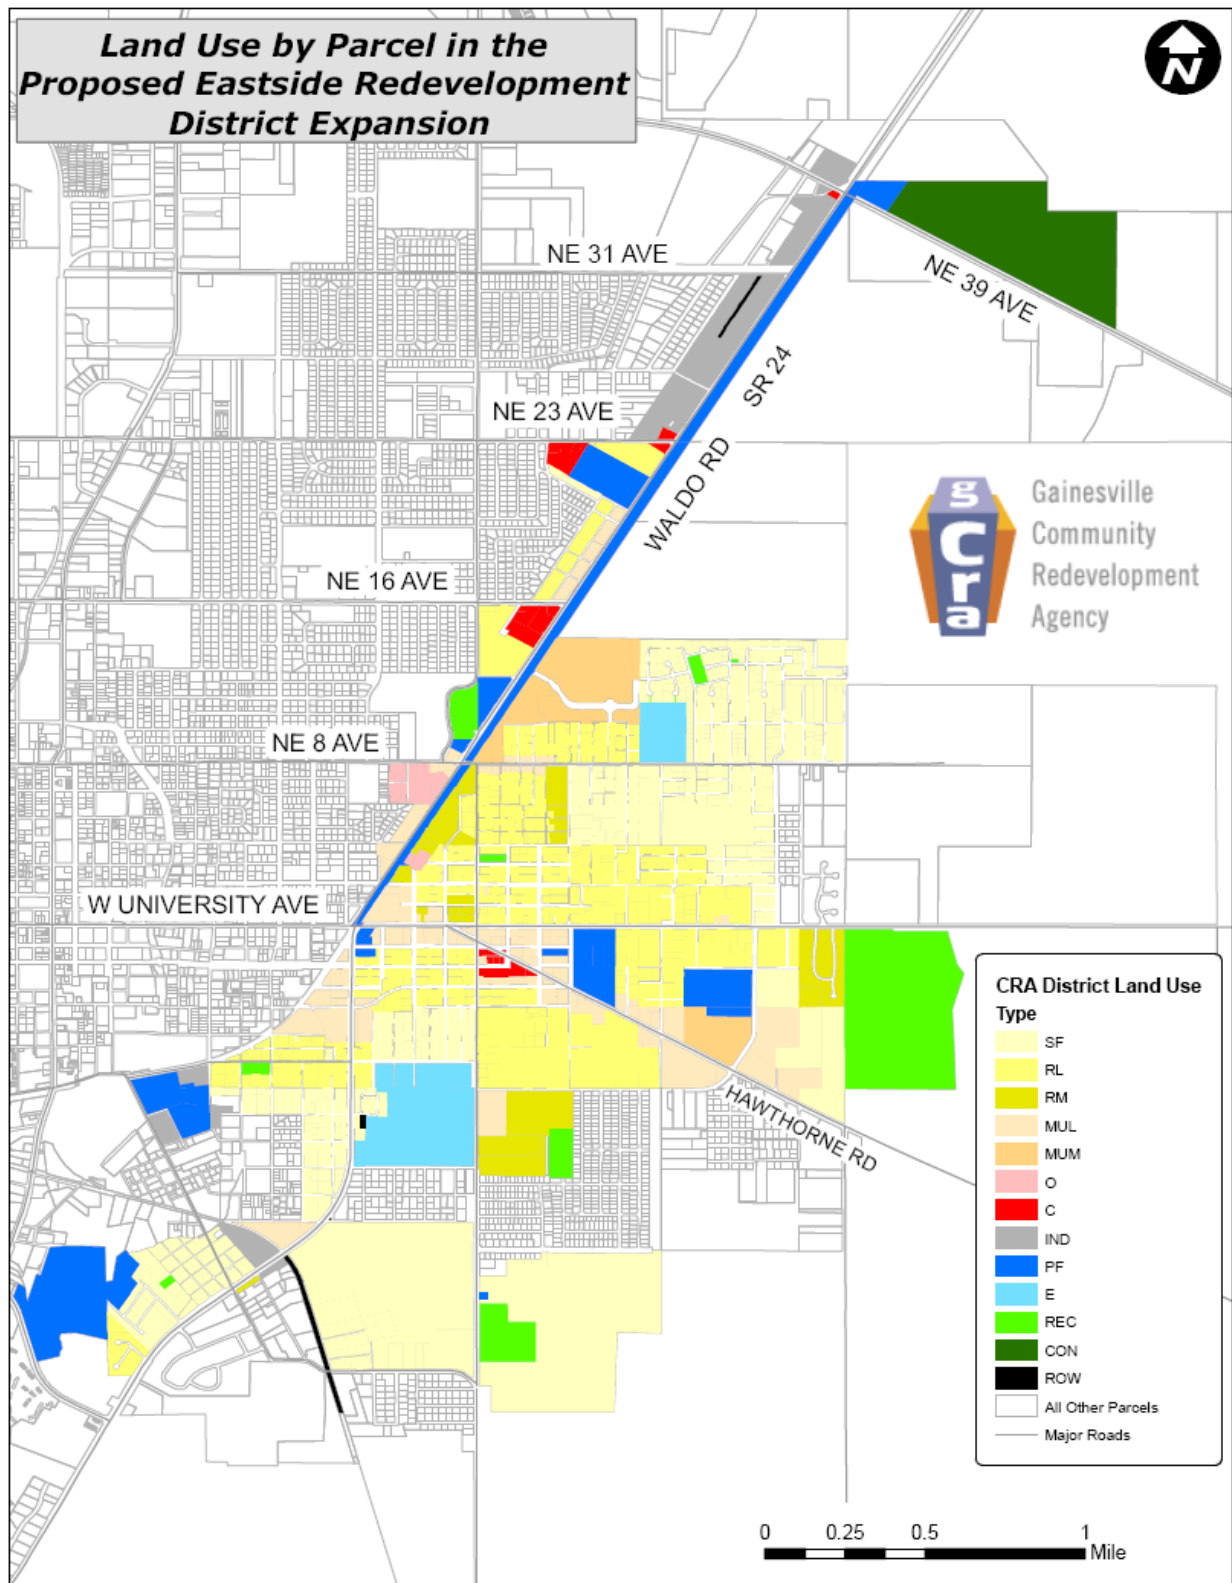 Land Use by Parcel in the
Proposed Eastside Redevelopment
District Expansion
N
NE 31 AVE
NE 39 AVE
SR 24
NE 23 AVE
WALDO RD
g
c
r
a
Gainesville
Community
Redevelopment
Agency
NE 16 AVE
NE 8 AVE
W UNIVERSITY AVE
HAWTHORNE RD
CRA District Land Use
Type
SF
RL
RM
MUL
MUM
O
C
IND
PF
E
REC
CON
ROW
All Other Parcels
Major Roads
0 0.25 0.5 1
Mile